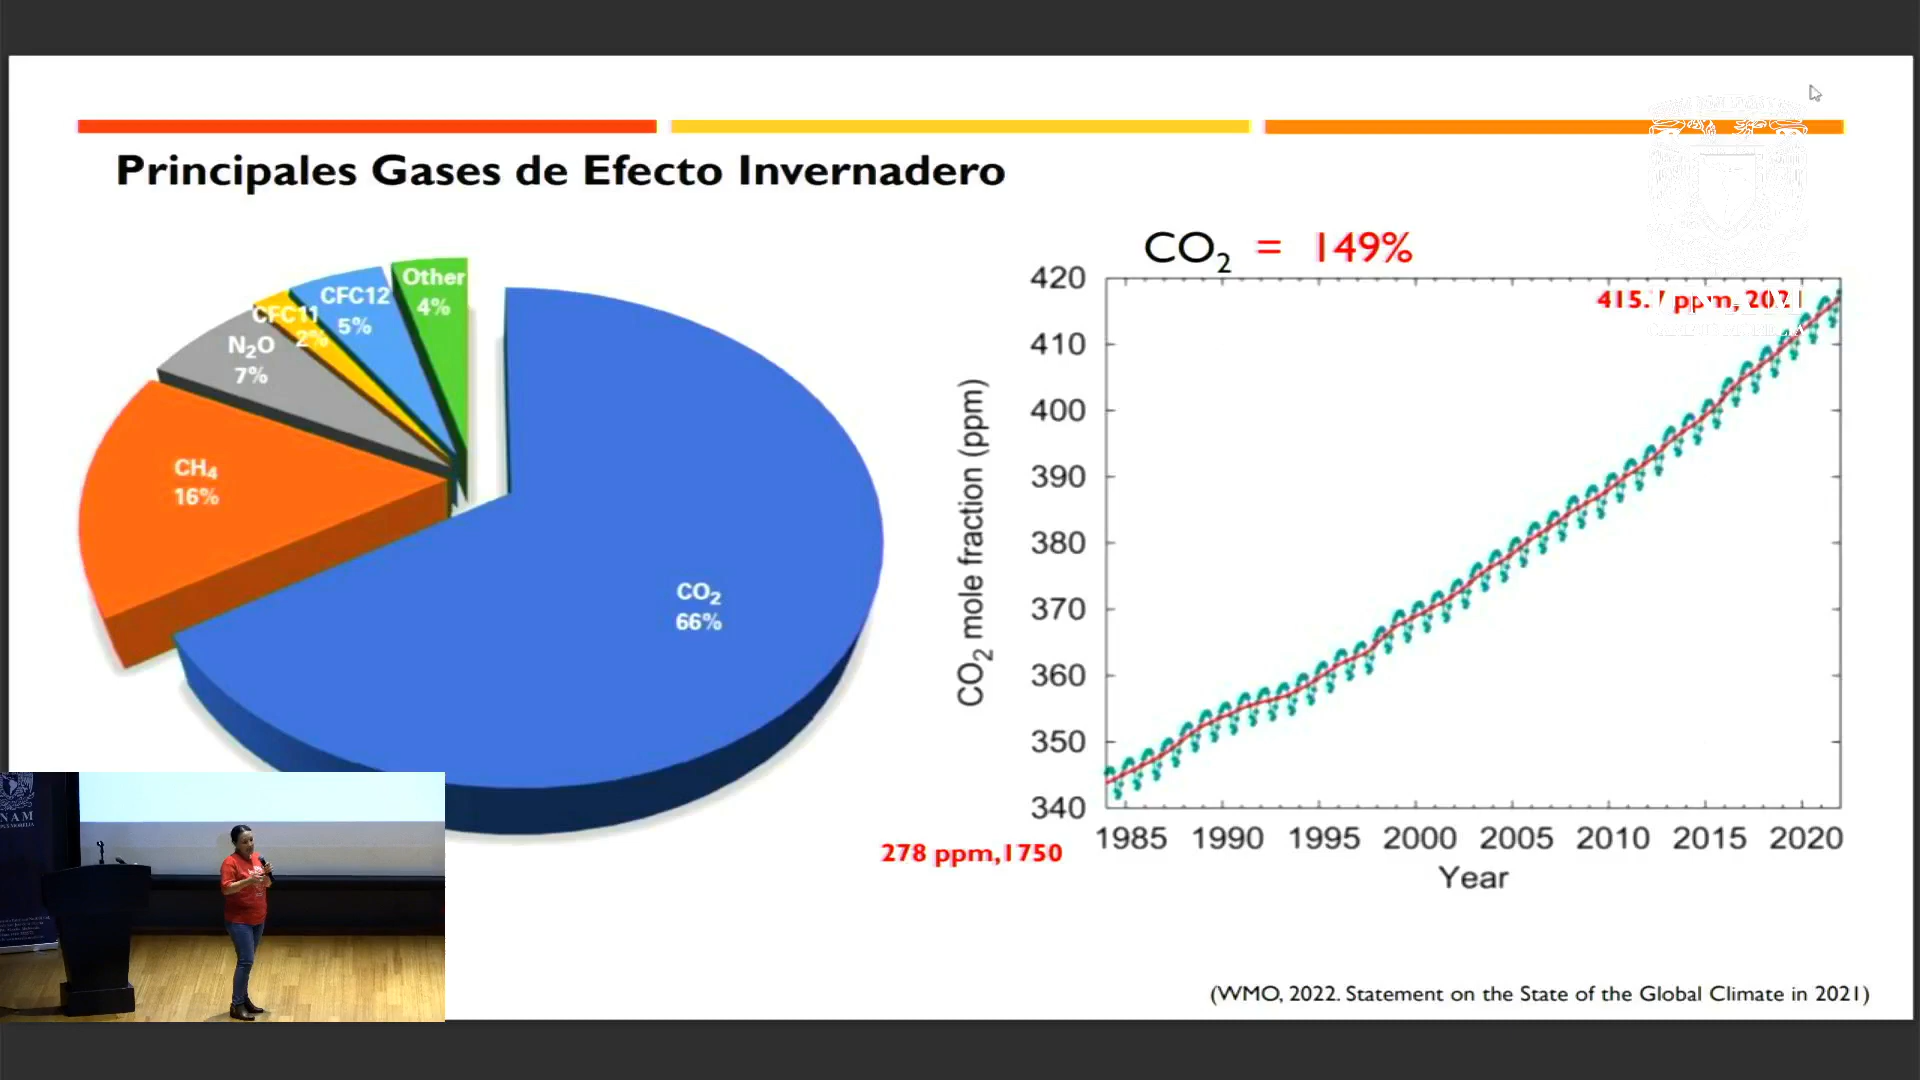 Principales Gases de Efecto Invernadero
Other
4%
CFC12
5%
CFC11
2%
N₂O
7%
CH₄
16%
CO₂
66%
CO₂ = 149%
ppm, 2021
CO₂ mole fraction (ppm)
420
410
400
390
380
370
360
350
340
1985 1990 1995 2000 2005 2010 2015 2020
Year
278 ppm,1750
(WMO, 2022. Statement on the State of the Global Climate in 2021)